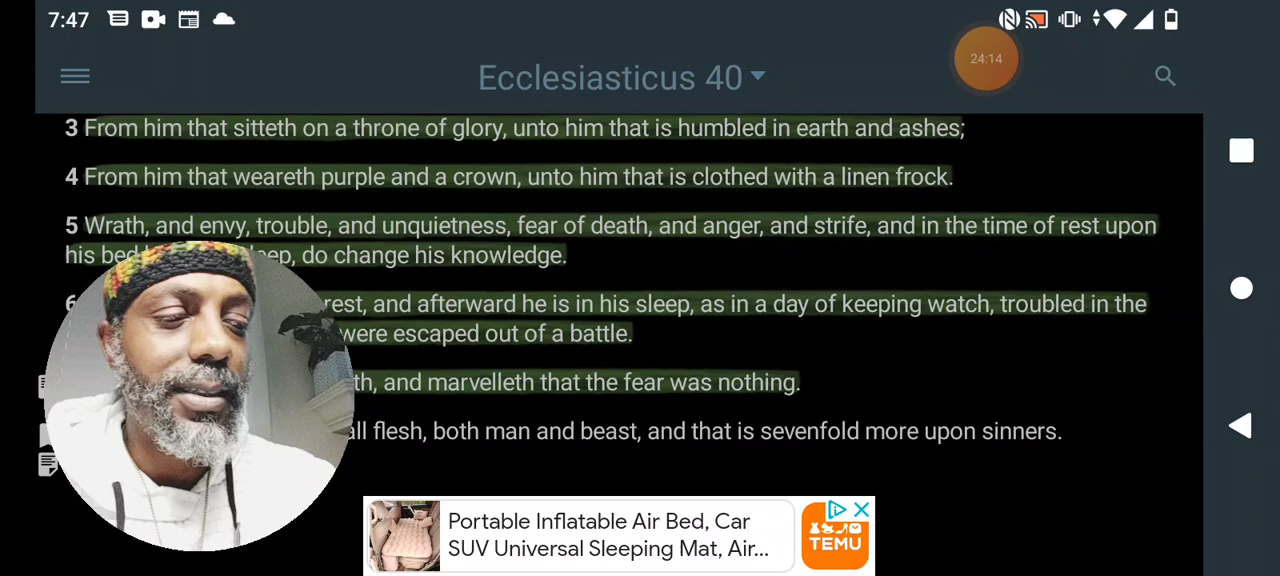 7:47
24:14
Ecclesiasticus 40
3 From him that sitteth on a throne of glory, unto him that is humbled in earth and ashes;
4 From him that weareth purple and a crown, unto him that is clothed with a linen frock.
5 Wrath, and envy, trouble, and unquietness, fear of death, and anger, and strife, and in the time of rest upon
his bed do change his knowledge.
rest, and afterward he is in his sleep, as in a day of keeping watch, troubled in the
were escaped out of a battle.
and marvelleth that the fear was nothing.
all flesh, both man and beast, and that is sevenfold more upon sinners.
Portable Inflatable Air Bed, Car
SUV Universal Sleeping Mat, Air...
TEMU